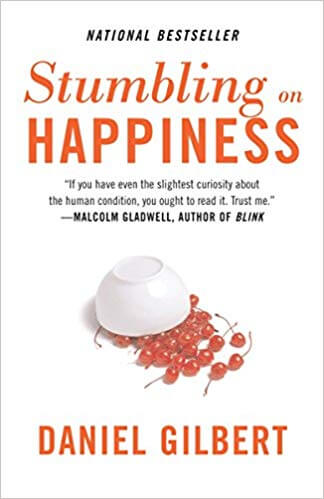 NATIONAL BESTSELLER
Stumbling on
HAPPINESS
“If you have even the slightest curiosity about
the human condition, you ought to read it. Trust me.”
—MALCOLM GLADWELL, AUTHOR OF BLINK
DANIEL GILBERT